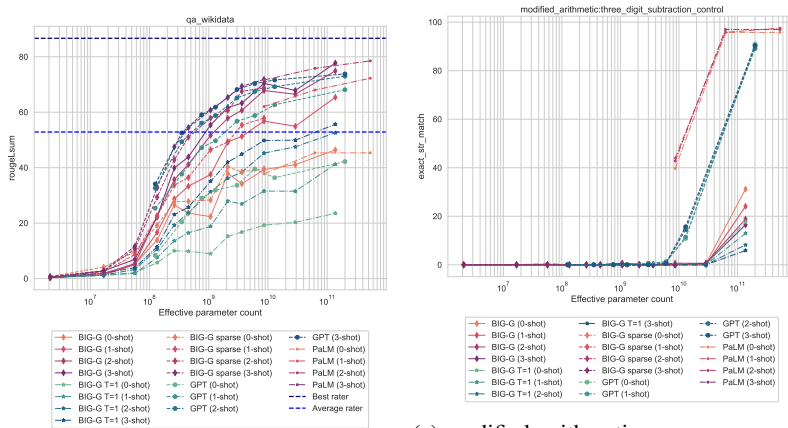 qa_wikidata
80
60
40
20
0
rougeLsum
10^7
10^8
10^9
10^10
10^11
Effective parameter count
BIG-G (0-shot)
BIG-G (1-shot)
BIG-G (2-shot)
BIG-G (3-shot)
BIG-G T=1 (0-shot)
BIG-G T=1 (1-shot)
BIG-G T=1 (2-shot)
BIG-G T=1 (3-shot)
BIG-G sparse (0-shot)
BIG-G sparse (1-shot)
BIG-G sparse (2-shot)
BIG-G sparse (3-shot)
GPT (0-shot)
GPT (1-shot)
GPT (2-shot)
GPT (3-shot)
PaLM (0-shot)
PaLM (1-shot)
PaLM (2-shot)
PaLM (3-shot)
Best rater
Average rater
modified_arithmetic:three_digit_subtraction_control
100
80
60
40
20
0
exact_str_match
10^7
10^8
10^9
10^10
10^11
Effective parameter count
BIG-G (0-shot)
BIG-G (1-shot)
BIG-G (2-shot)
BIG-G (3-shot)
BIG-G T=1 (0-shot)
BIG-G T=1 (1-shot)
BIG-G T=1 (2-shot)
BIG-G T=1 (3-shot)
BIG-G sparse (0-shot)
BIG-G sparse (1-shot)
BIG-G sparse (2-shot)
BIG-G sparse (3-shot)
GPT (0-shot)
GPT (1-shot)
GPT (2-shot)
GPT (3-shot)
PaLM (0-shot)
PaLM (1-shot)
PaLM (2-shot)
PaLM (3-shot)